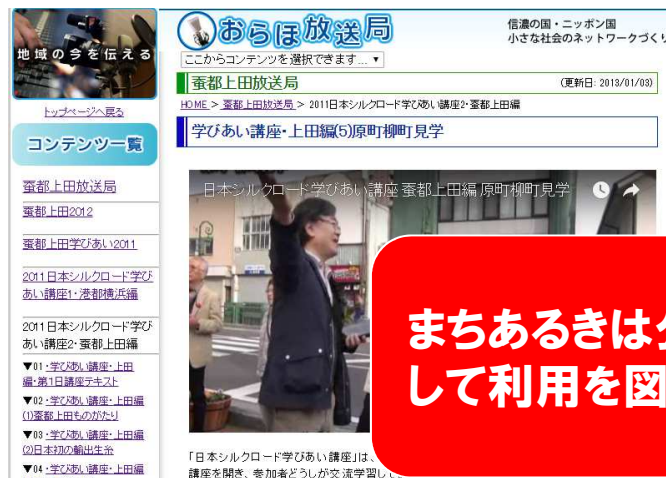 地域の今を伝える
トップページへ戻る
コンテンツ一覧
蚕都上田放送局
蚕都上田2012
蚕都上田学びあい2011
2011日本シルクロード学び
あい講座1・港都横浜編
2011日本シルクロード学び
あい講座2・蚕都上田編
▼01・学びあい講座・上田
編・第1日講座テキスト
▼02・学びあい講座・上田編
(1)蚕都上田ものがたり
▼03・学びあい講座・上田編
(2)日本初の輸出生糸
▼04・学びあい講座・上田編
おらほ放送局
信濃の国・ニッポン国
小さな社会のネットワークづくり
ここからコンテンツを選択できます...
蚕都上田放送局
(更新日: 2013/01/03)
HOME > 蚕都上田放送局 > 2011日本シルクロード学びあい講座2・蚕都上田編
学びあい講座・上田編(5)原町柳町見学
日本シルクロード学びあい講座 蚕都上田編 原町柳町見学
まちあるきは
して利用を図
「日本シルクロード学びあい講座」は、
講座を開き、参加者どうしが交流学習し